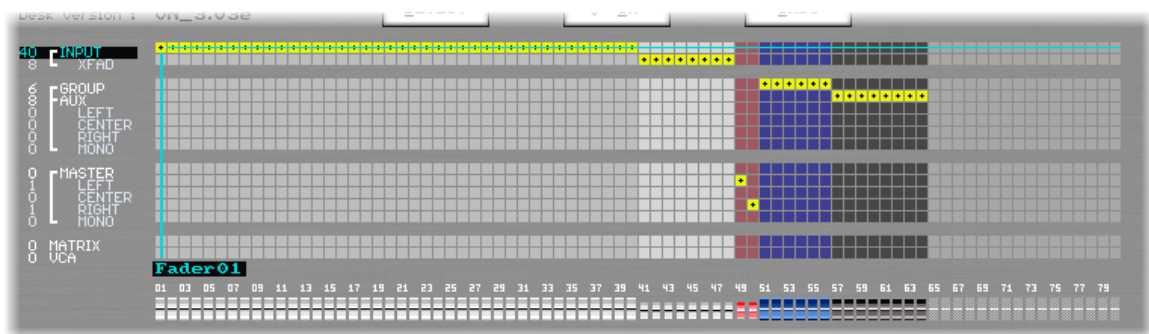 Desk version : VN_3.03e
40 INPUT
8 XFAD
6 GROUP
8 AUX
0 LEFT
0 CENTER
0 RIGHT
0 MONO
0 MASTER
1 LEFT
0 CENTER
1 RIGHT
0 MONO
0 MATRIX
0 VCA
Fader01
01 03 05 07 09 11 13 15 17 19 21 23 25 27 29 31 33 35 37 39 41 43 45 47 49 51 53 55 57 59 61 63 65 67 69 71 73 75 77 79